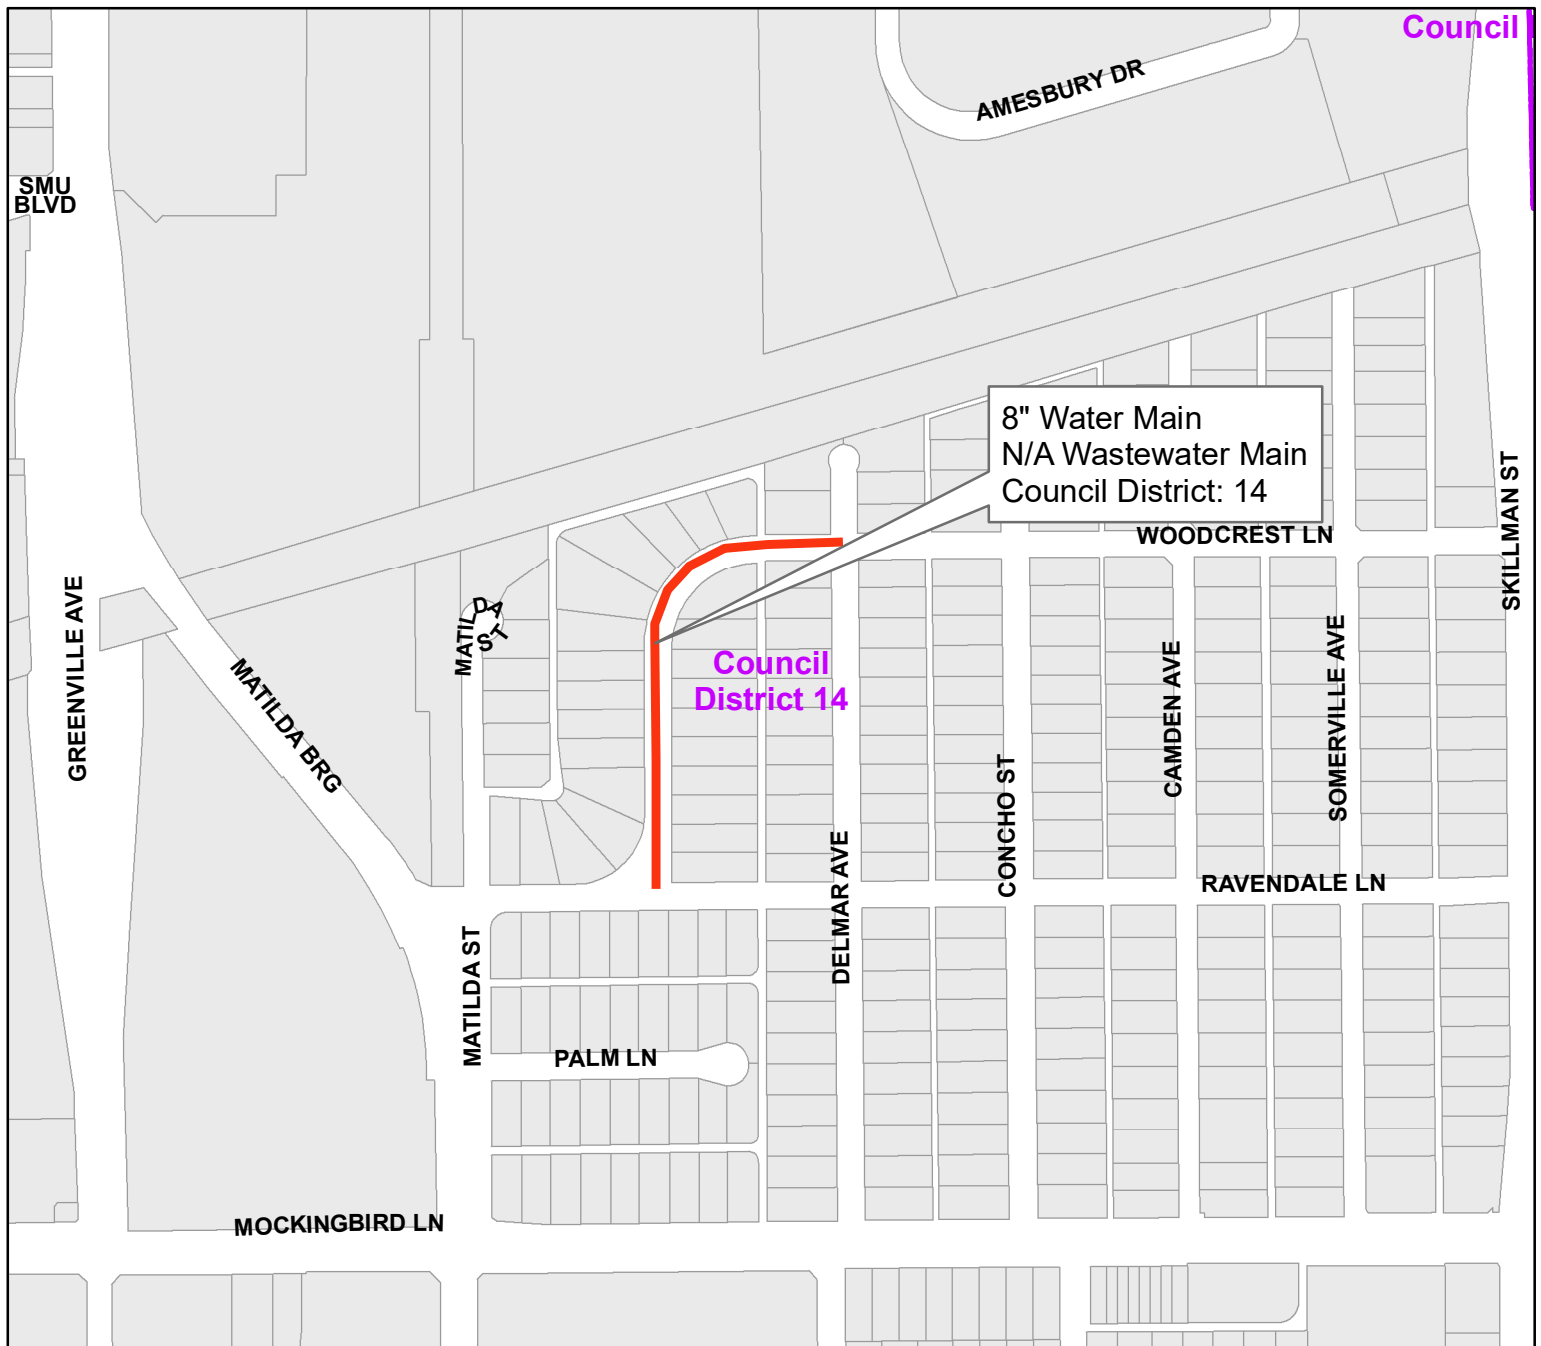 Council
AMESBURY DR
SMU
BLVD
8" Water Main
N/A Wastewater Main
Council District: 14
WOODCREST LN
SKILLMAN ST
GREENVILLE AVE
MATILDA ST
MATILDA BRG
Council
District 14
CAMDEN AVE
SOMERVILLE AVE
CONCHO ST
DELMAR AVE
RAVENDALE LN
MATILDA ST
PALM LN
MOCKINGBIRD LN